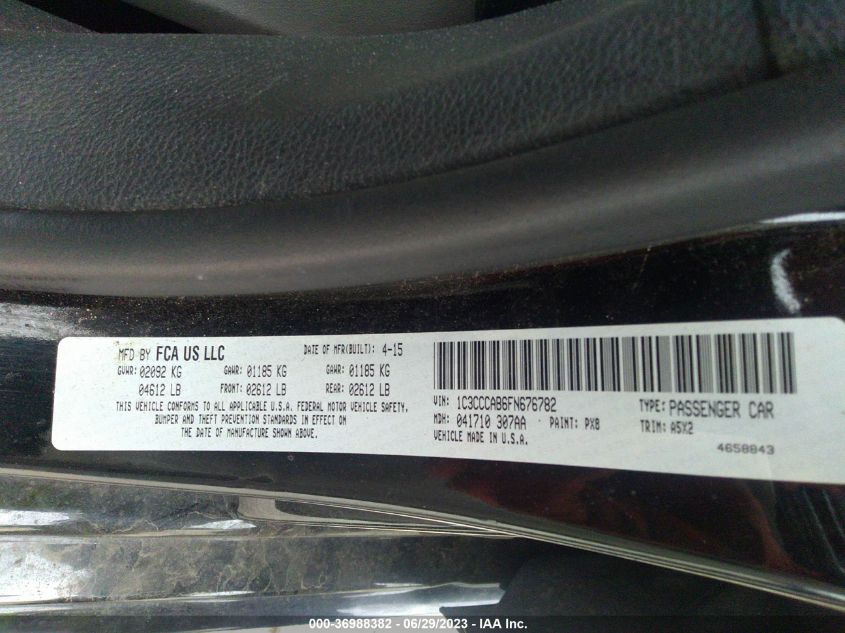 MFD BY FCA US LLC DATE OF MFR(BUILT): 4-15
GVWR: 02092 KG GAWR: 01185 KG GAWR: 01185 KG
04612 LB FRONT: 02612 LB REAR: 02612 LB
THIS VEHICLE CONFORMS TO ALL APPLICABLE U.S.A. FEDERAL MOTOR VEHICLE SAFETY,
BUMPER AND THEFT PREVENTION STANDARDS IN EFFECT ON
THE DATE OF MANUFACTURE SHOWN ABOVE.
VIN: 1C3CCCAB6FN676782 TYPE: PASSENGER CAR
MDH: 041710 307AA PAINT: PX8 TRIM: A5X2
VEHICLE MADE IN U.S.A.
4658843
000-36988382 - 06/29/2023 - IAA Inc.